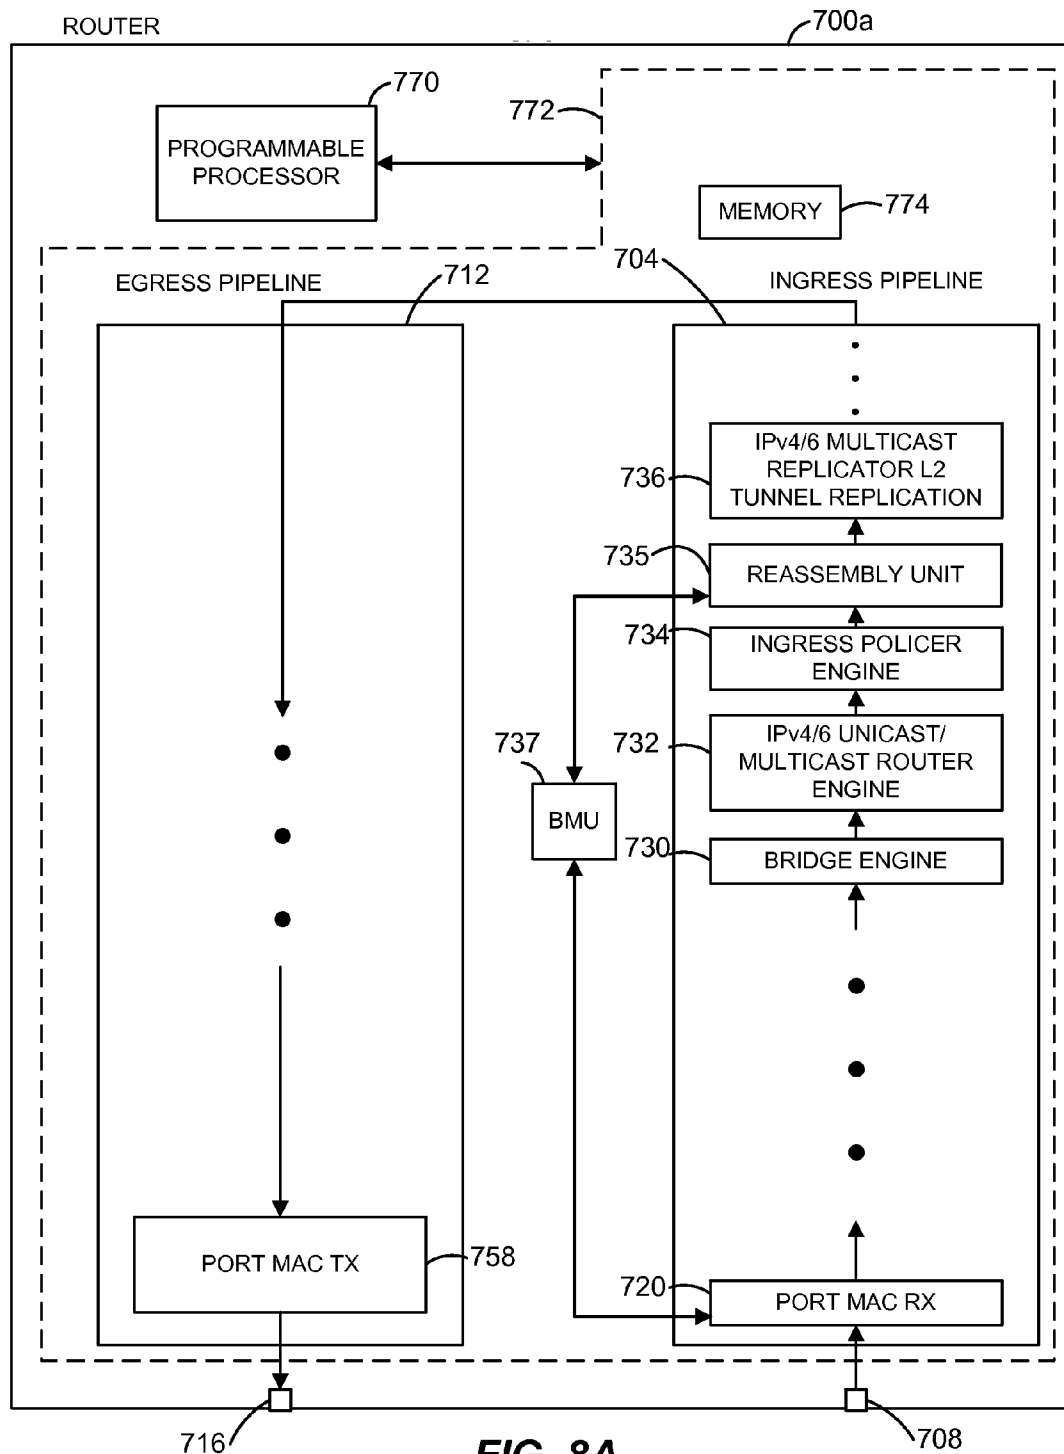 ROUTER
700a
770
772
PROGRAMMABLE
PROCESSOR
MEMORY
774
704
EGRESS PIPELINE
712
INGRESS PIPELINE
IPv4/6 MULTICAST
REPLICATOR L2
TUNNEL REPLICATION
736
735
REASSEMBLY UNIT
734
INGRESS POLICER
ENGINE
737
732
IPv4/6 UNICAST/
MULTICAST ROUTER
ENGINE
BMU
730
BRIDGE ENGINE
PORT MAC TX
758
720
PORT MAC RX
716
708
FIG. 8A